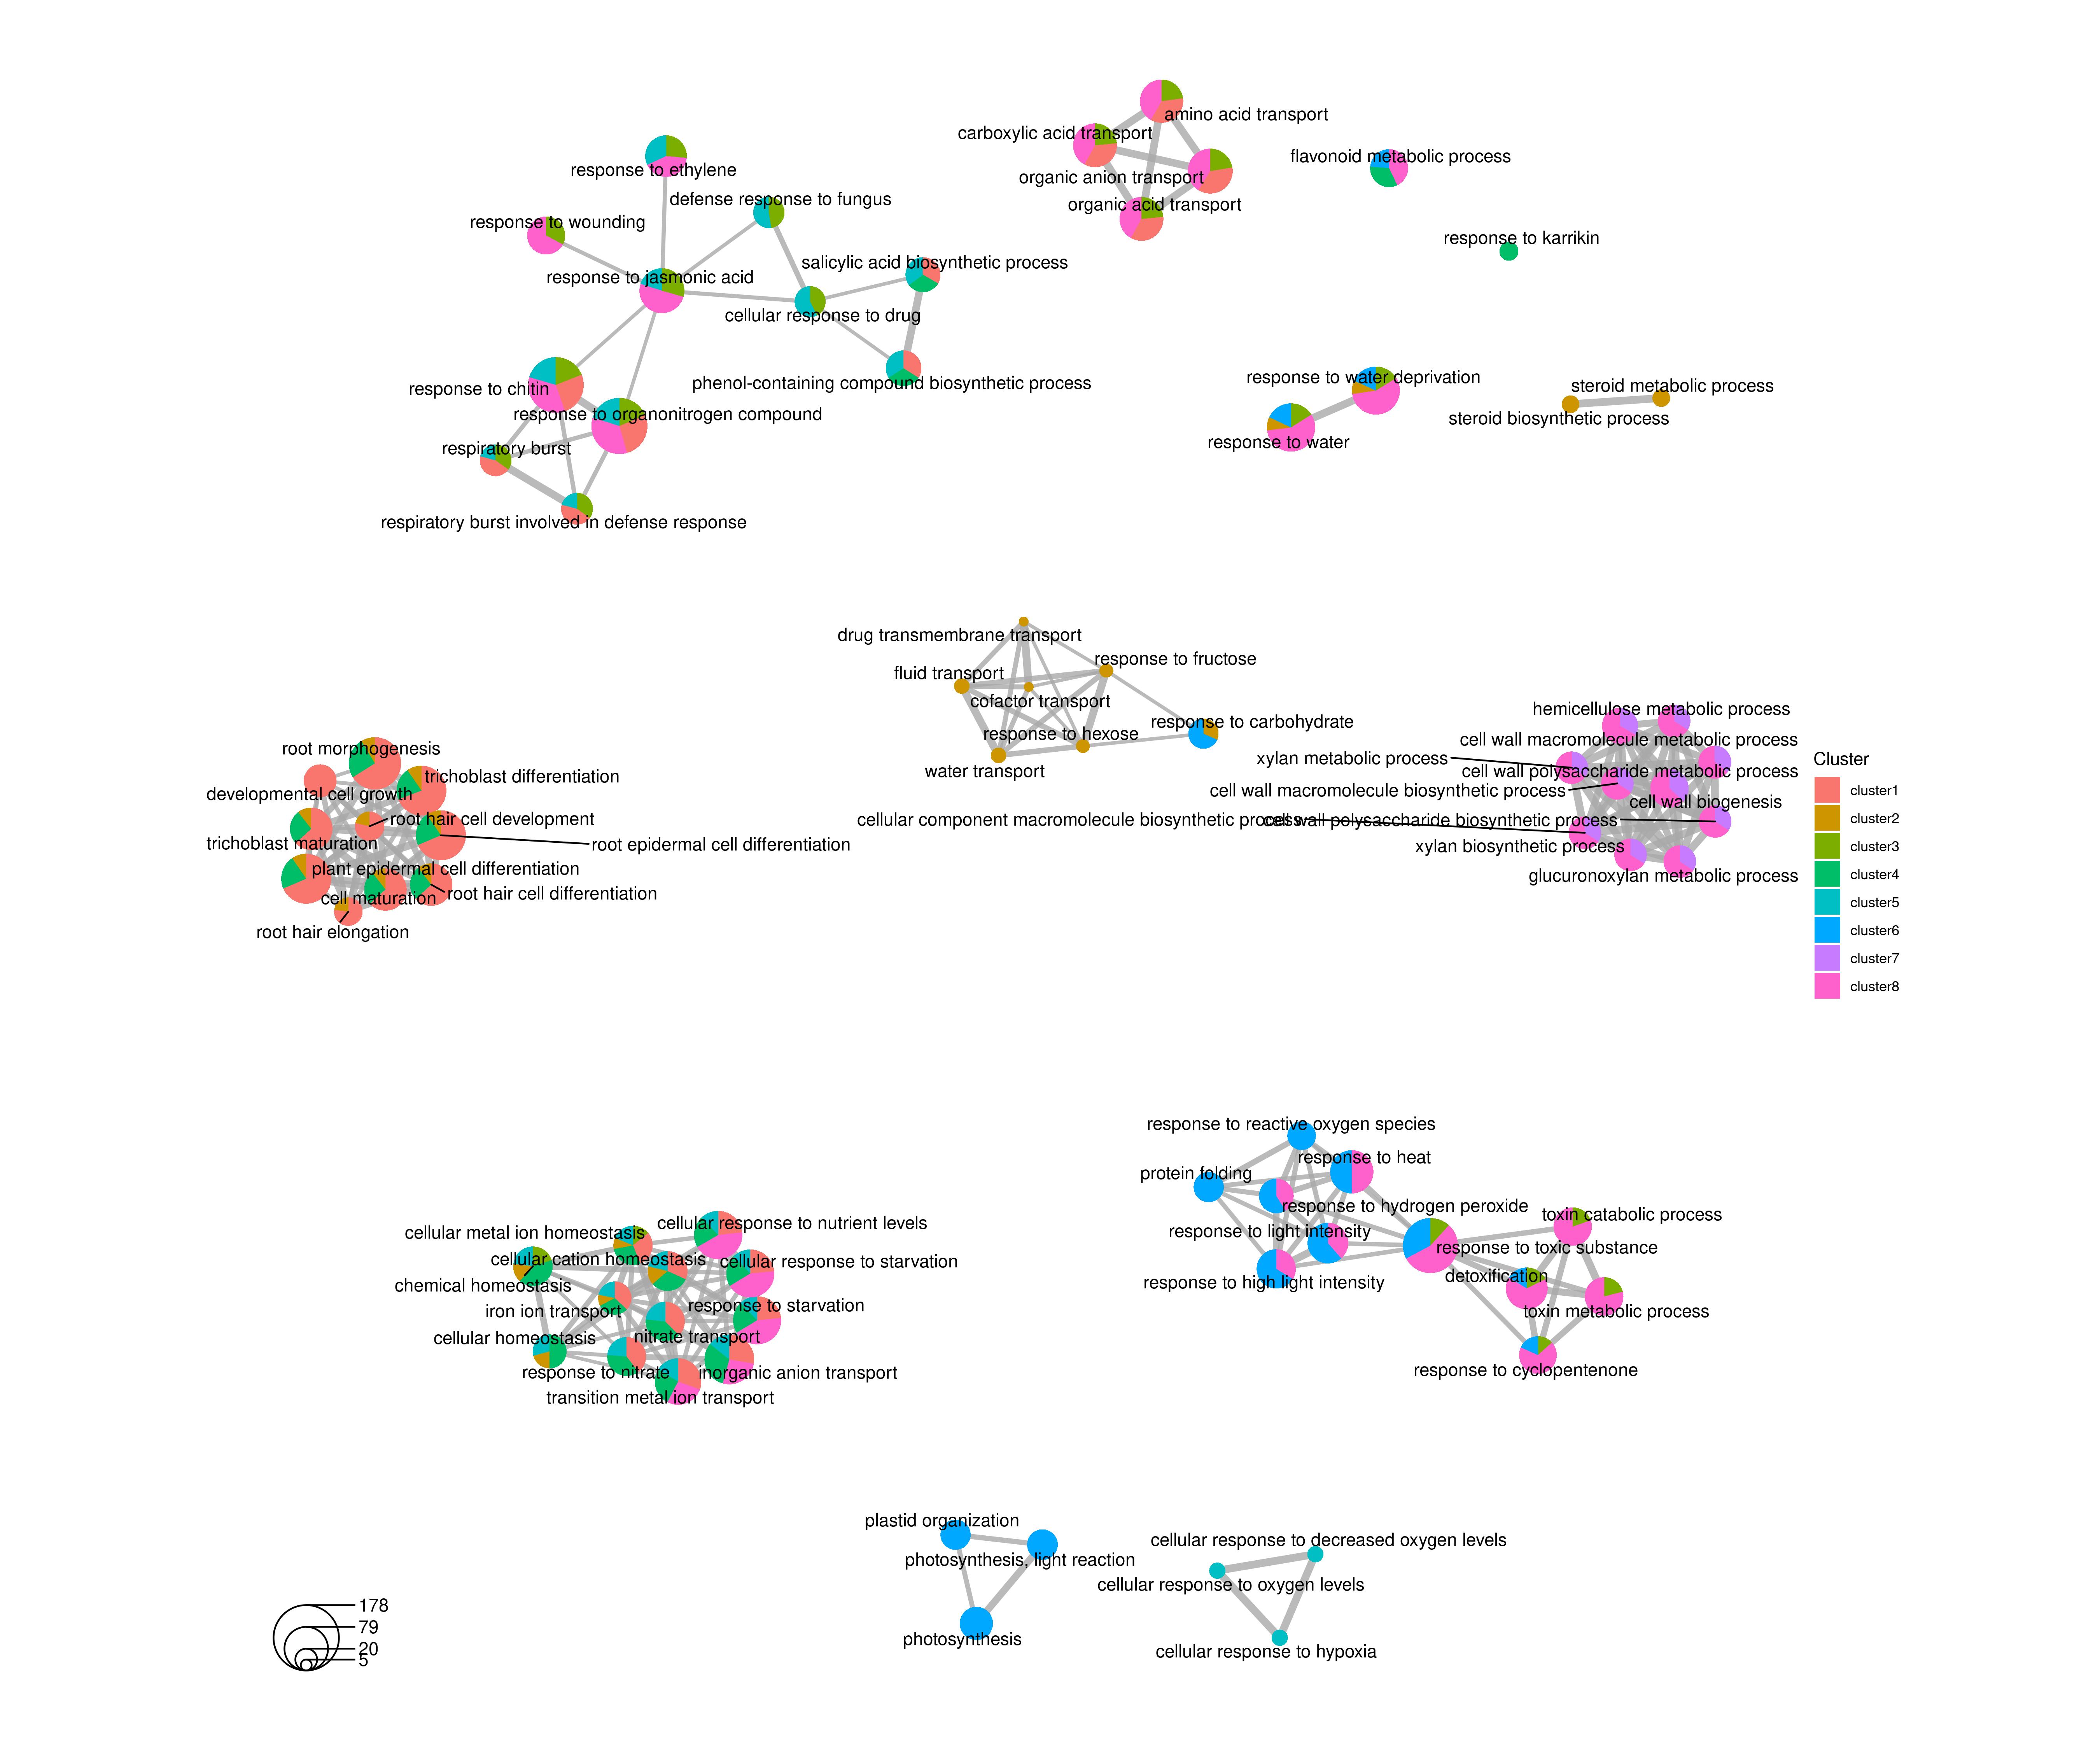 amino acid transport
carboxylic acid transport
flavonoid metabolic process
response to ethylene
organic anion transport
defense response to fungus
organic acid transport
response to wounding
response to karrikin
salicylic acid biosynthetic process
response to jasmonic acid
cellular response to drug
response to water deprivation
phenol-containing compound biosynthetic process
steroid metabolic process
response to chitin
response to organonitrogen compound
steroid biosynthetic process
response to water
respiratory burst
respiratory burst involved in defense response
drug transmembrane transport
response to fructose
fluid transport
cofactor transport
hemicellulose metabolic process
response to carbohydrate
response to hexose
cell wall macromolecule metabolic process
root morphogenesis
xylan metabolic process
water transport
cell wall polysaccharide metabolic process
trichoblast differentiation
cell wall macromolecule biosynthetic process
developmental cell growth
cell wall biogenesis
root hair cell development
cellular component macromolecule biosynthetic process
cell wall polysaccharide biosynthetic process
trichoblast maturation
root epidermal cell differentiation
xylan biosynthetic process
plant epidermal cell differentiation
glucuronoxylan metabolic process
root hair cell differentiation
cell maturation
root hair elongation
Cluster
cluster1
cluster2
cluster3
cluster4
cluster5
cluster6
cluster7
cluster8
response to reactive oxygen species
response to heat
protein folding
response to hydrogen peroxide
toxin catabolic process
cellular response to nutrient levels
cellular metal ion homeostasis
response to light intensity
response to toxic substance
cellular cation homeostasis
cellular response to starvation
detoxification
response to high light intensity
chemical homeostasis
response to starvation
iron ion transport
toxin metabolic process
nitrate transport
cellular homeostasis
response to cyclopentenone
response to nitrate
inorganic anion transport
transition metal ion transport
plastid organization
cellular response to decreased oxygen levels
photosynthesis, light reaction
cellular response to oxygen levels
photosynthesis
cellular response to hypoxia
178
79
20
5